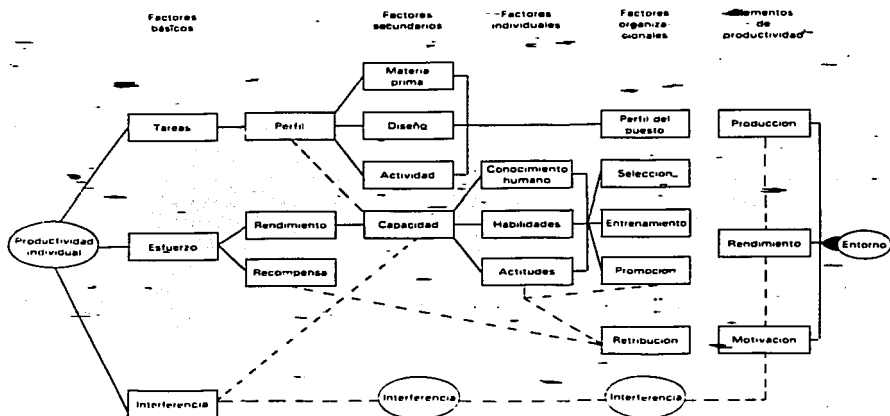 Factores
básicos
Factores
secundarios
Factores
individuales
Factores
organiza-
cionales
Elementos
de
productividad
Materia
prima
Tareas
Perfil
Diseño
Perfil del
puesto
Produccion
Actividad
Conocimiento
humano
Seleccion
Productividad
individual
Esfuerzo
Rendimiento
Capacidad
Habilidades
Entrenamiento
Rendimiento
Entorno
Recompensa
Actitudes
Promocion
Retribución
Motivacion
Interferencia
Interferencia
Interferencia